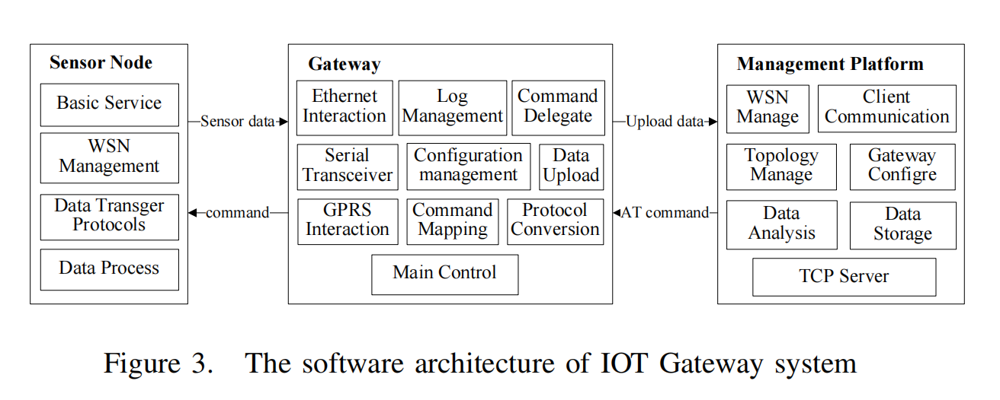 Sensor Node
Basic Service
WSN
Management
Data Transger
Protocols
Data Process
Sensor data
command
Gateway
Ethernet
Interaction
Log
Management
Command
Delegate
Serial
Transceiver
Configuration
management
Data
Upload
GPRS
Interaction
Command
Mapping
Protocol
Conversion
Main Control
Upload data
AT command
Management Platform
WSN
Manage
Client
Communication
Topology
Manage
Gateway
Configre
Data
Analysis
Data
Storage
TCP Server
Figure 3. The software architecture of IOT Gateway system